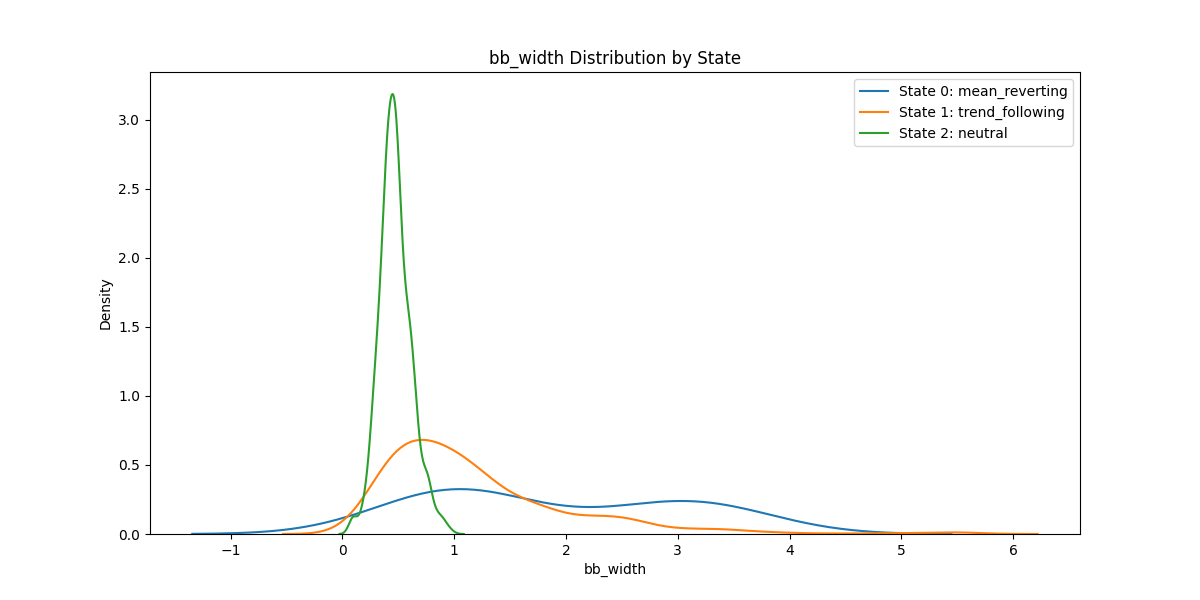 bb_width Distribution by State
State 0: mean_reverting
State 1: trend_following
State 2: neutral
Density
3.0
2.5
2.0
1.5
1.0
0.5
0.0
−1
0
1
2
3
4
5
6
bb_width